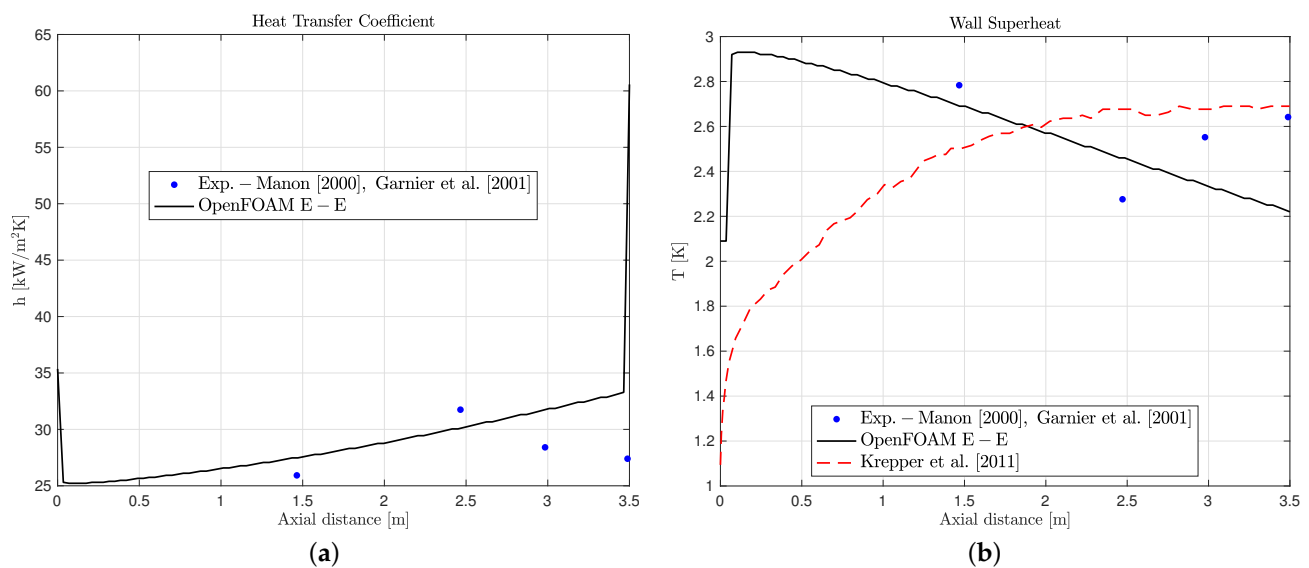 Heat Transfer Coefficient
65
60
55
50
45
40
35
30
25
h [kW/m²K]
Exp. – Manon [2000], Garnier et al. [2001]
OpenFOAM E – E
0 0.5 1 1.5 2 2.5 3 3.5
Axial distance [m]
(a)
Wall Superheat
3
2.8
2.6
2.4
2.2
2
1.8
1.6
1.4
1.2
1
T [K]
Exp. – Manon [2000], Garnier et al. [2001]
OpenFOAM E – E
Krepper et al. [2011]
0 0.5 1 1.5 2 2.5 3 3.5
Axial distance [m]
(b)